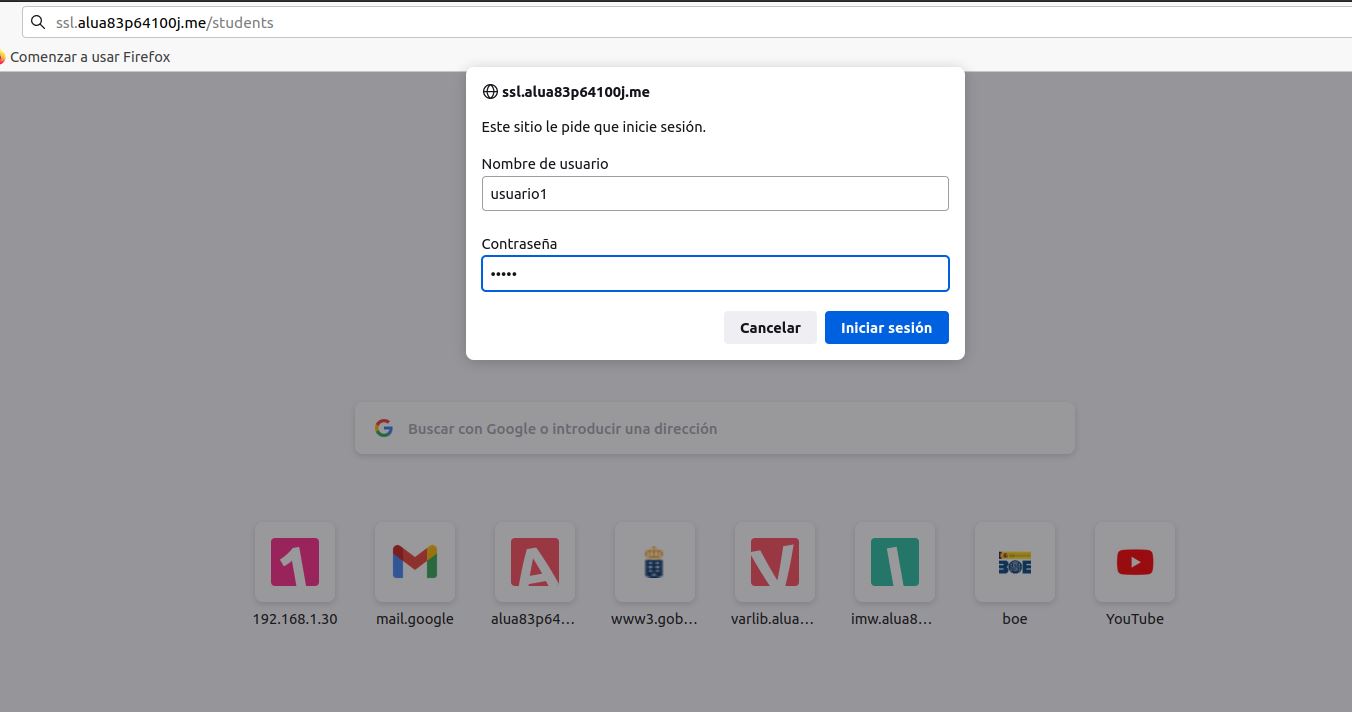 ssl.alua83p64100j.me/students
Comenzar a usar Firefox
ssl.alua83p64100j.me
Este sitio le pide que inicie sesión.
Nombre de usuario
usuario1
Contraseña
•••••
Cancelar Iniciar sesión
Buscar con Google o introducir una dirección
1 A V I BOE
192.168.1.30 mail.google alua83p64... www3.gob... varlib.alua... imw.alua8... boe YouTube